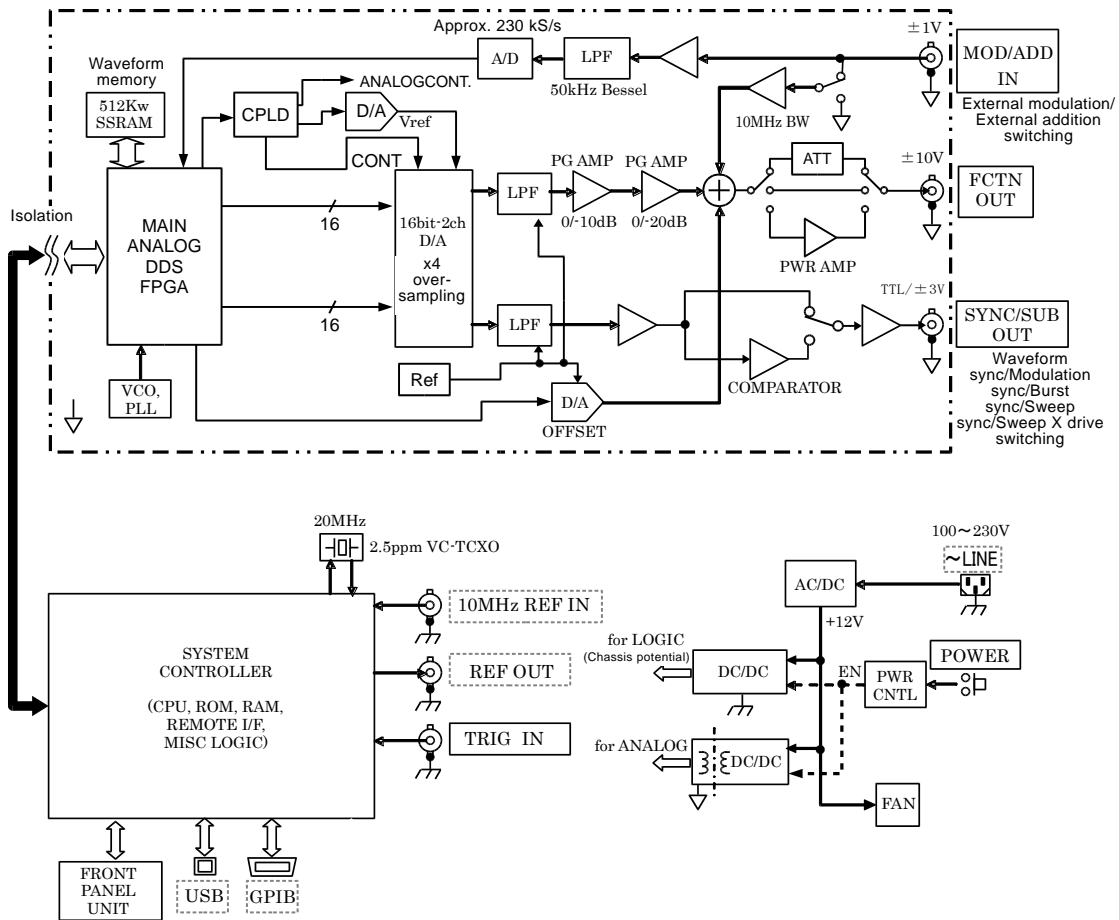 Approx. 230 kS/s
±1V
MOD/ADD
IN
External modulation/
External addition
switching
A/D
LPF
50kHz Bessel
Waveform
memory
512Kw
SSRAM
ANALOGCONT.
CPLD
D/A
Vref
CONT
10MHz BW
PG AMP
PG AMP
ATT
±10V
FCTN
OUT
LPF
0/-10dB
0/-20dB
PWR AMP
Isolation
MAIN
ANALOG
DDS
FPGA
16
16
16bit-2ch
D/A
x4
over-
sampling
TTL/±3V
SYNC/SUB
OUT
Waveform
sync/Modulation
sync/Burst
sync/Sweep
sync/Sweep X drive
switching
LPF
COMPARATOR
Ref
VCO,
PLL
D/A
OFFSET
20MHz
2.5ppm VC-TCXO
SYSTEM
CONTROLLER
(CPU, ROM, RAM,
REMOTE I/F,
MISC LOGIC)
10MHz REF IN
REF OUT
TRIG IN
FRONT
PANEL
UNIT
USB
GPIB
100~230V
~LINE
AC/DC
+12V
for LOGIC
(Chassis potential)
DC/DC
EN
PWR
CNTL
POWER
for ANALOG
DC/DC
FAN